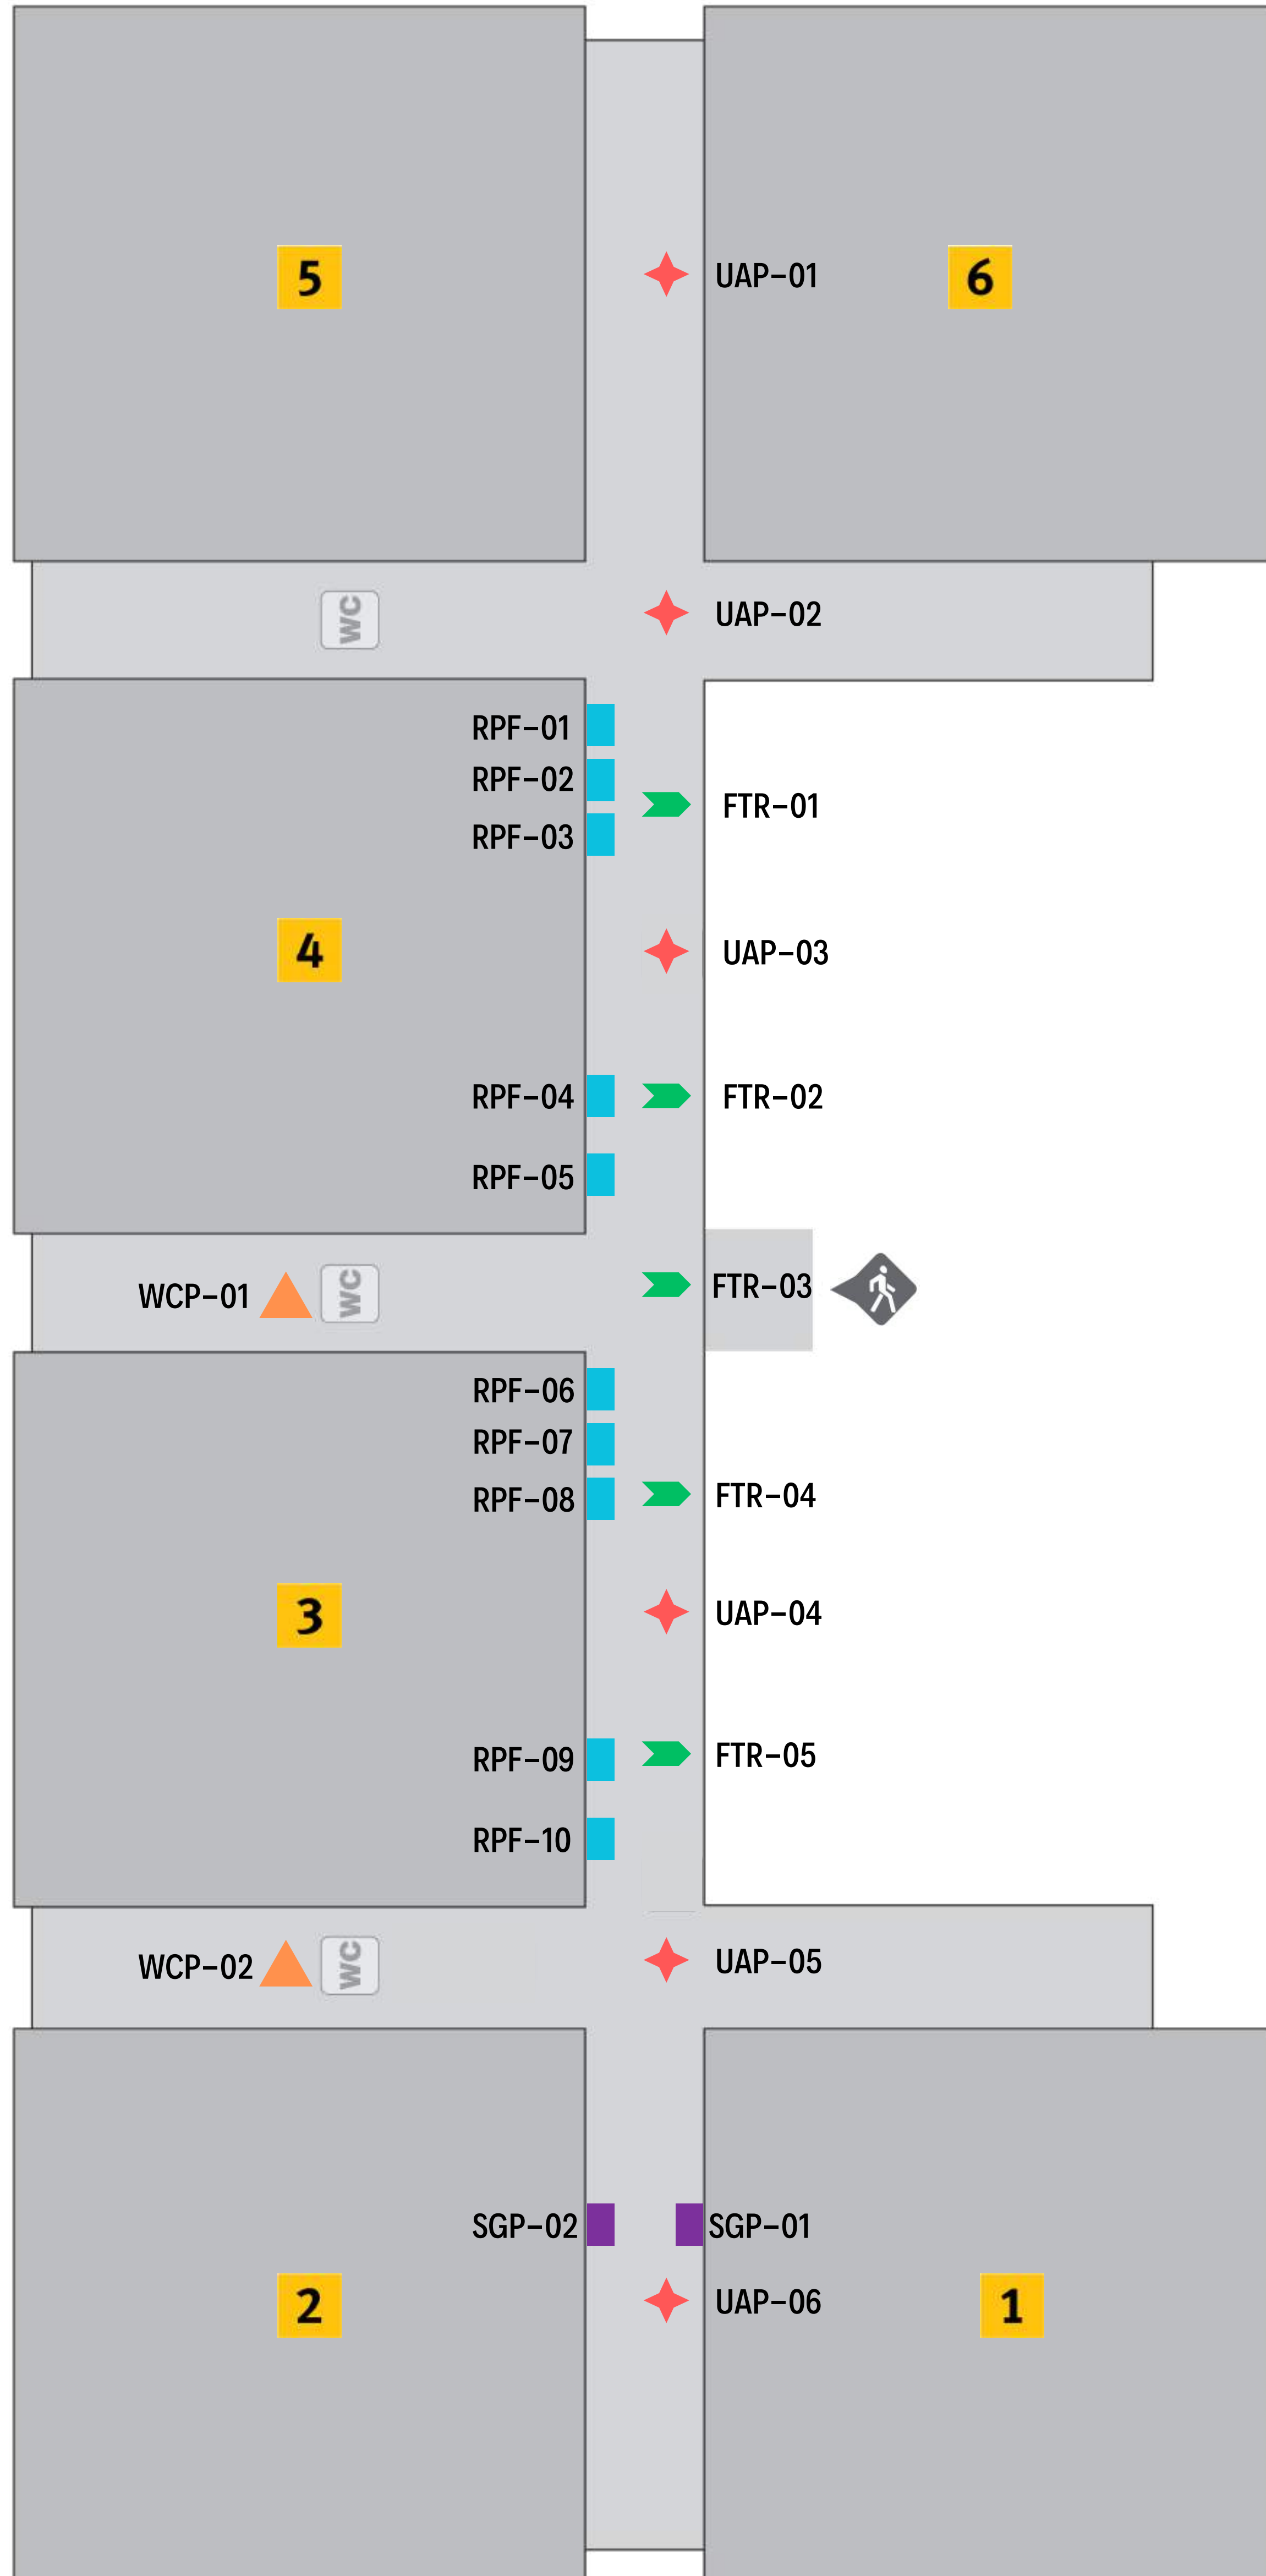 5
UAP-01
6
WC
UAP-02
RPF-01
RPF-02
FTR-01
RPF-03
4
UAP-03
RPF-04
FTR-02
RPF-05
WCP-01
WC
FTR-03
RPF-06
RPF-07
RPF-08
FTR-04
3
UAP-04
RPF-09
FTR-05
RPF-10
WCP-02
WC
UAP-05
SGP-02
SGP-01
2
UAP-06
1